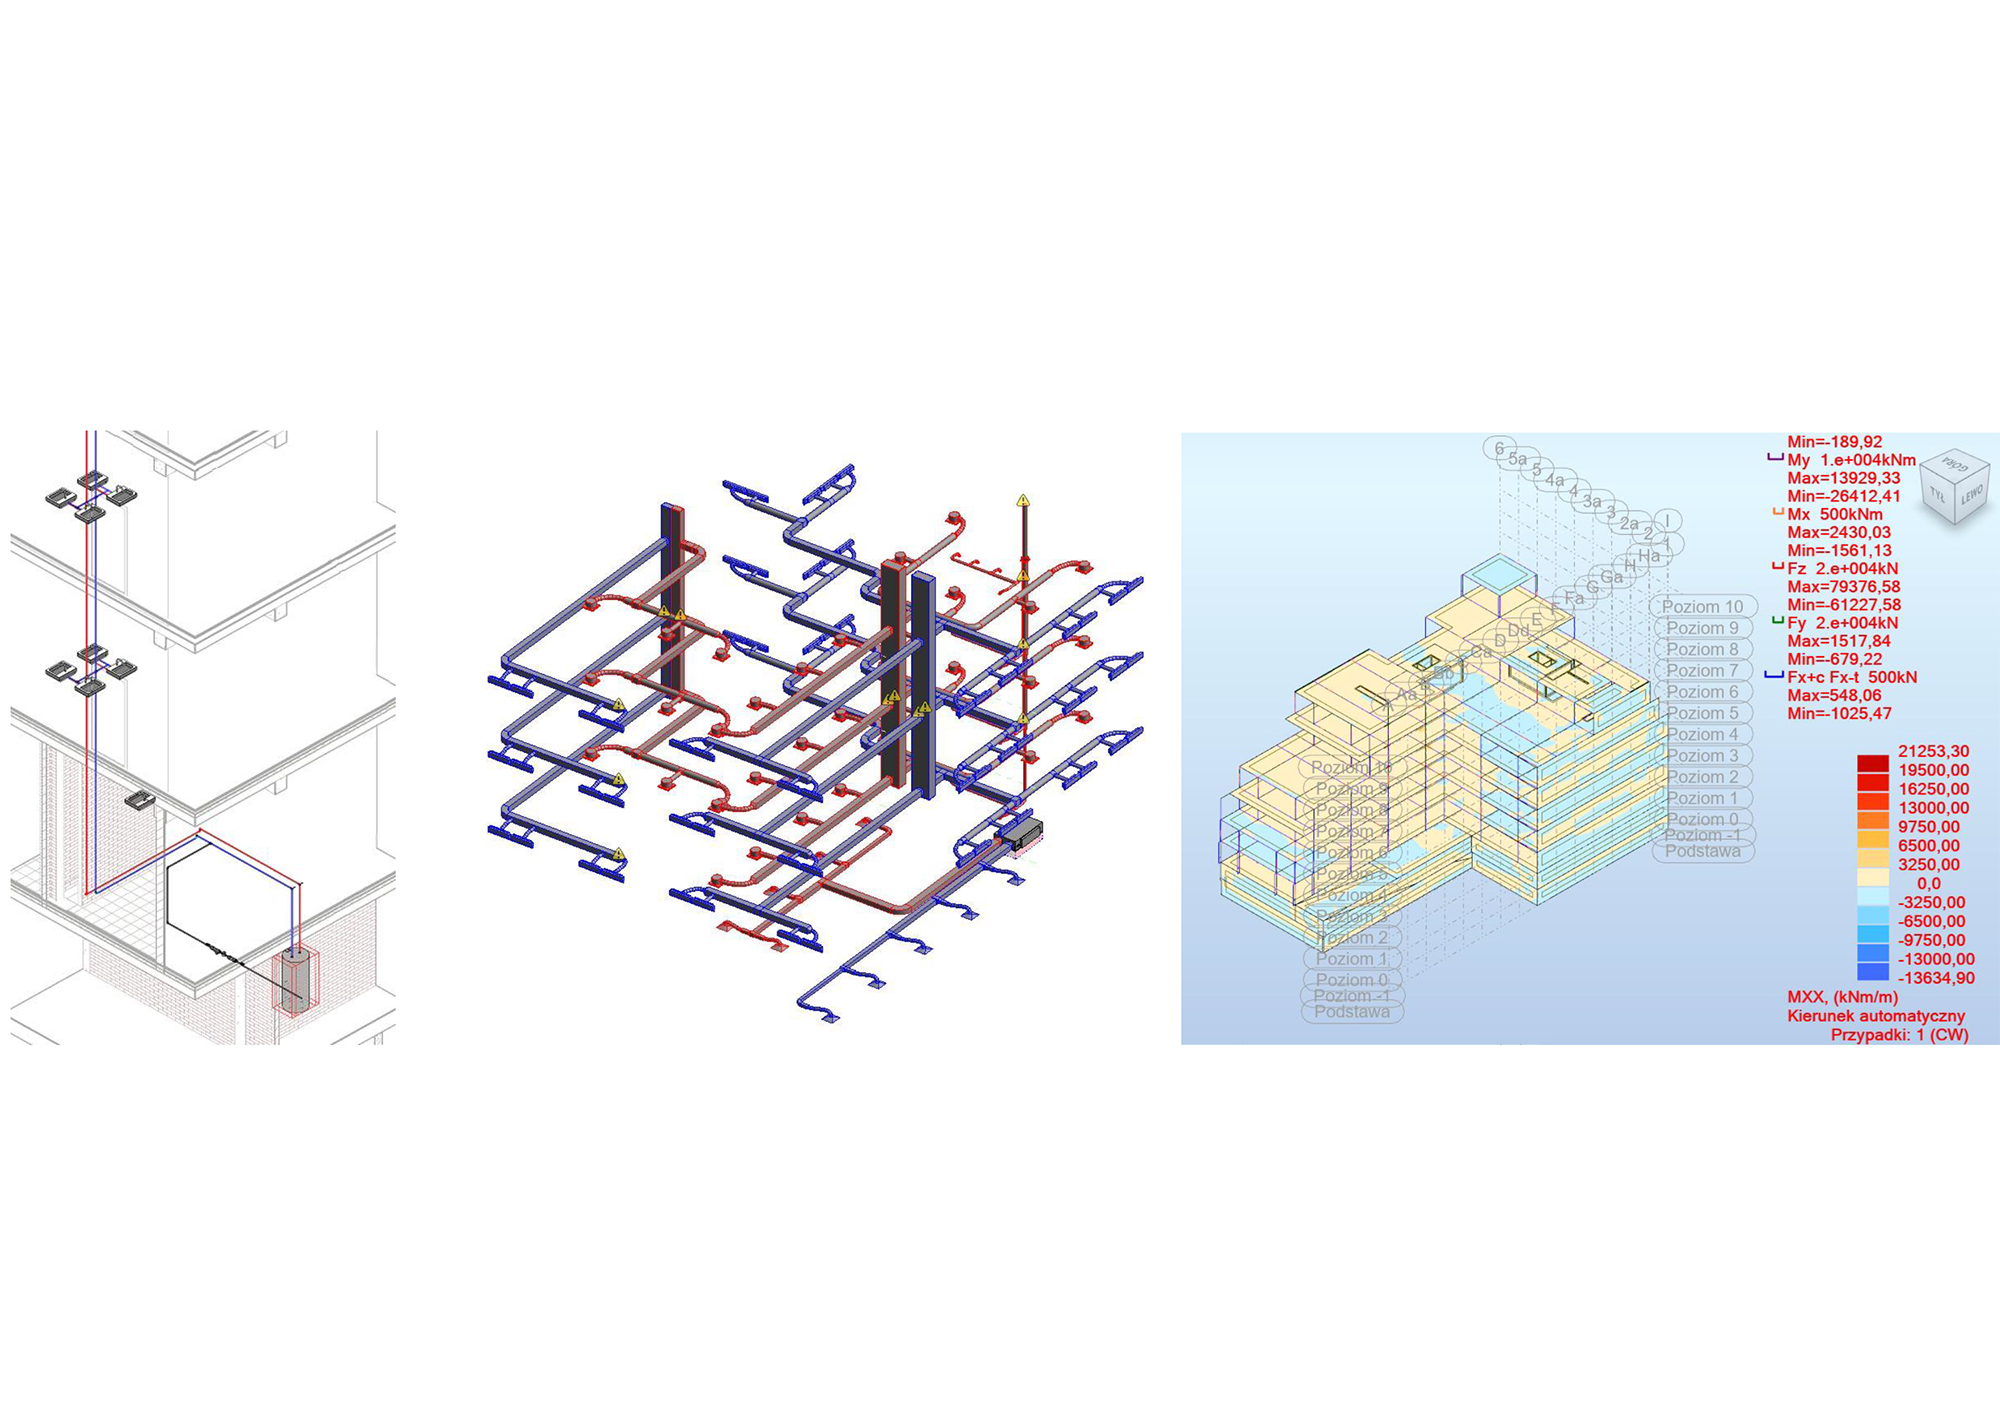 6
5a
5
4a
4
3a
3
2a
2
1
I
Ha
H
Ga
G
Fa
F
E
Dd
D
Ca
Bb
Aa
Poziom 10
Poziom 9
Poziom 8
Poziom 7
Poziom 6
Poziom 5
Poziom 4
Poziom 3
Poziom 2
Poziom 1
Poziom 0
Poziom -1
Podstawa
Poziom 10
Poziom 9
Poziom 8
Poziom 7
Poziom 6
Poziom 5
Poziom 4
Poziom 3
Poziom 2
Poziom 1
Poziom 0
Poziom -1
Podstawa
Min=-189,92
My 1.e+004kNm
Max=13929,33
Min=-26412,41
Mx 500kNm
Max=2430,03
Min=-1561,13
Fz 2.e+004kN
Max=79376,58
Min=-61227,58
Fy 2.e+004kN
Max=1517,84
Min=-679,22
Fx+c Fx-t 500kN
Max=548,06
Min=-1025,47
GÓRA
TYŁ
LEWO
21253,30
19500,00
16250,00
13000,00
9750,00
6500,00
3250,00
0,0
-3250,00
-6500,00
-9750,00
-13000,00
-13634,90
MXX, (kNm/m)
Kierunek automatyczny
Przypadki: 1 (CW)